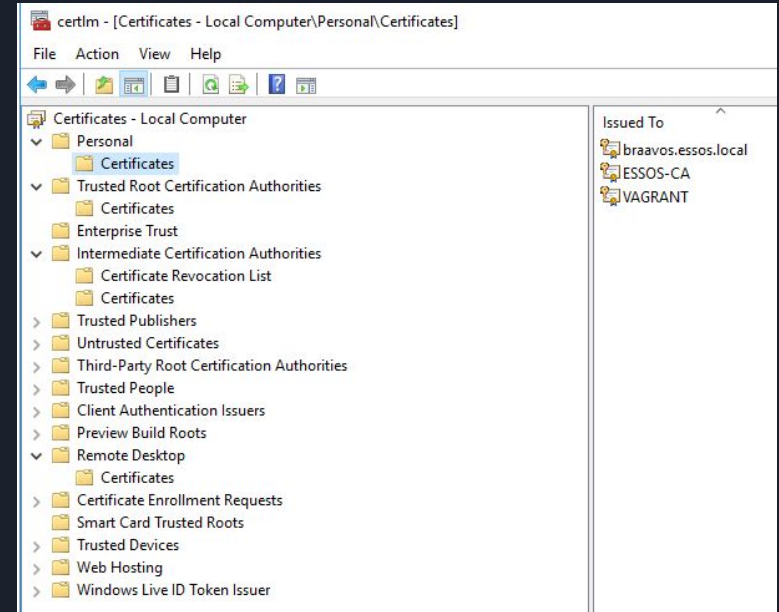 certlm - [Certificates - Local Computer\Personal\Certificates]
File Action View Help
Certificates - Local Computer
Personal
Certificates
Trusted Root Certification Authorities
Certificates
Enterprise Trust
Intermediate Certification Authorities
Certificate Revocation List
Certificates
Trusted Publishers
Untrusted Certificates
Third-Party Root Certification Authorities
Trusted People
Client Authentication Issuers
Preview Build Roots
Remote Desktop
Certificates
Certificate Enrollment Requests
Smart Card Trusted Roots
Trusted Devices
Web Hosting
Windows Live ID Token Issuer
Issued To
braavos.essos.local
ESSOS-CA
VAGRANT